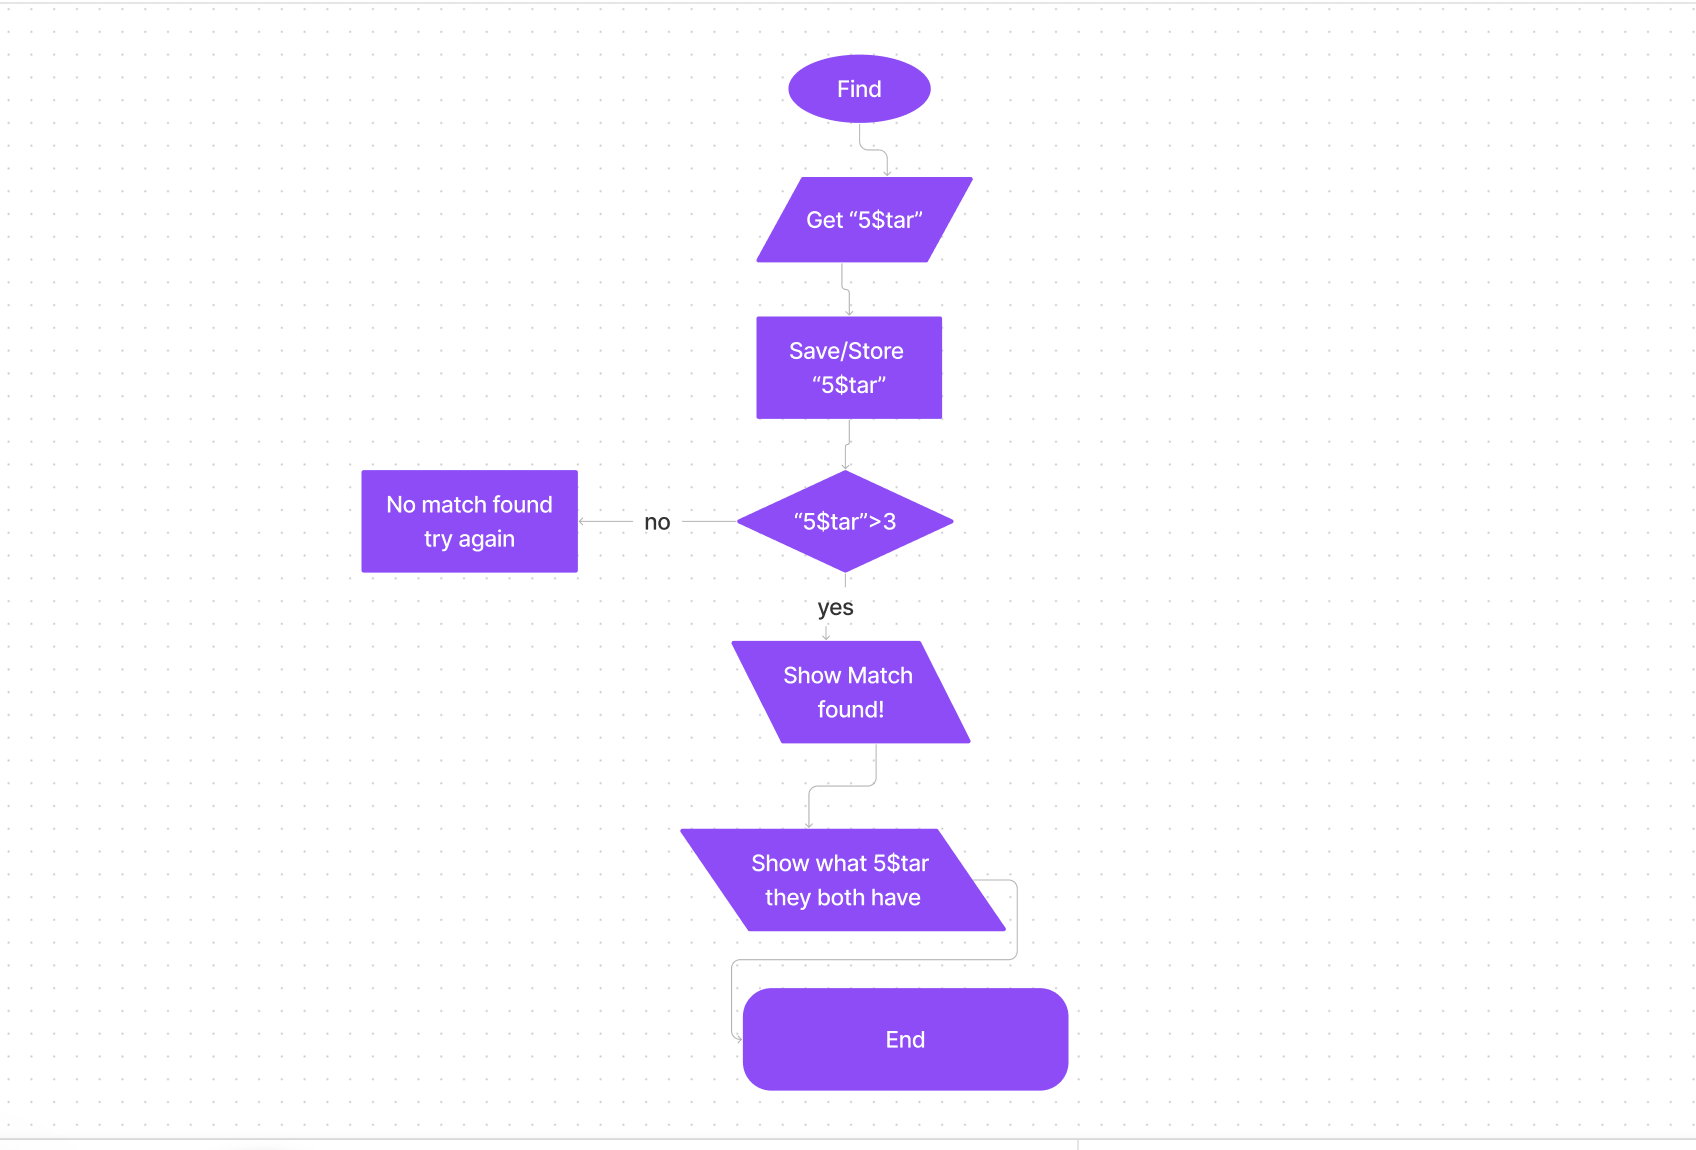 Find
Get “5$tar”
Save/Store
“5$tar”
“5$tar”>3
no
No match found
try again
yes
Show Match
found!
Show what 5$tar
they both have
End